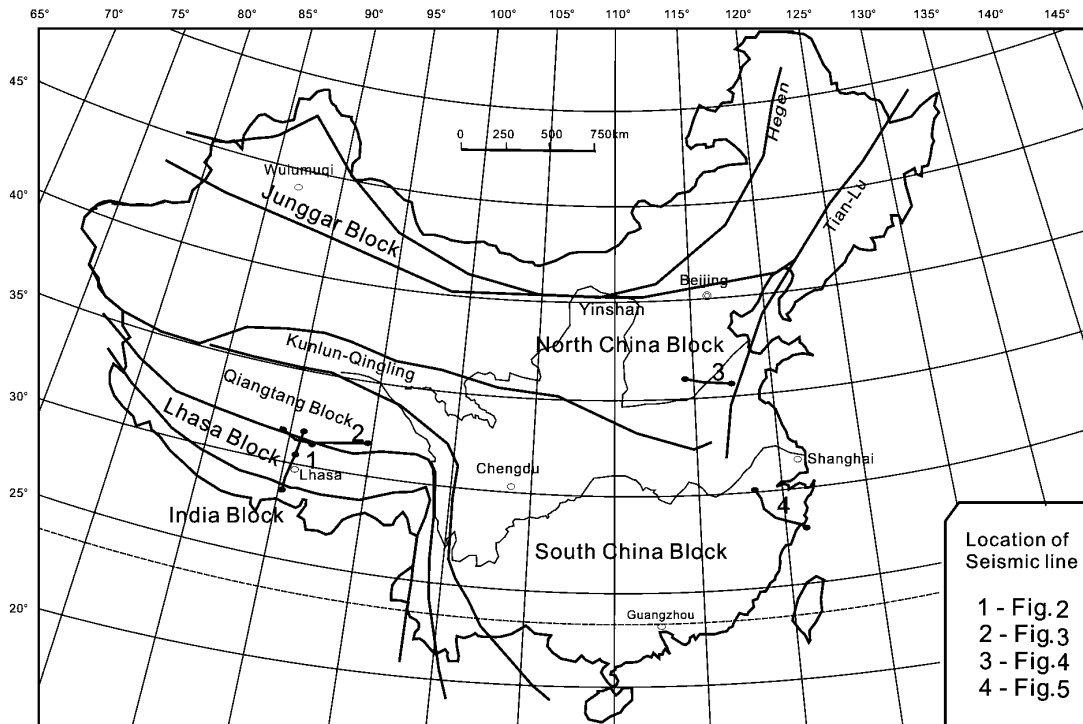 65° 70° 75° 80° 85° 90° 95° 100° 105° 110° 115° 120° 125° 130° 135° 140° 145°
45°
40°
35°
30°
25°
20°
0 250 500 750km
Hegen
Tian-Lu
Wulumuqi
Junggar Block
Beijing
Yinshan
North China Block
Kunlun-Qingling
3
Qiangtang Block
Lhasa Block
2
1
Lhasa
Chengdu
Shanghai
4
India Block
South China Block
Guangzhou
Location of
Seismic line
1 - Fig.2
2 - Fig.3
3 - Fig.4
4 - Fig.5